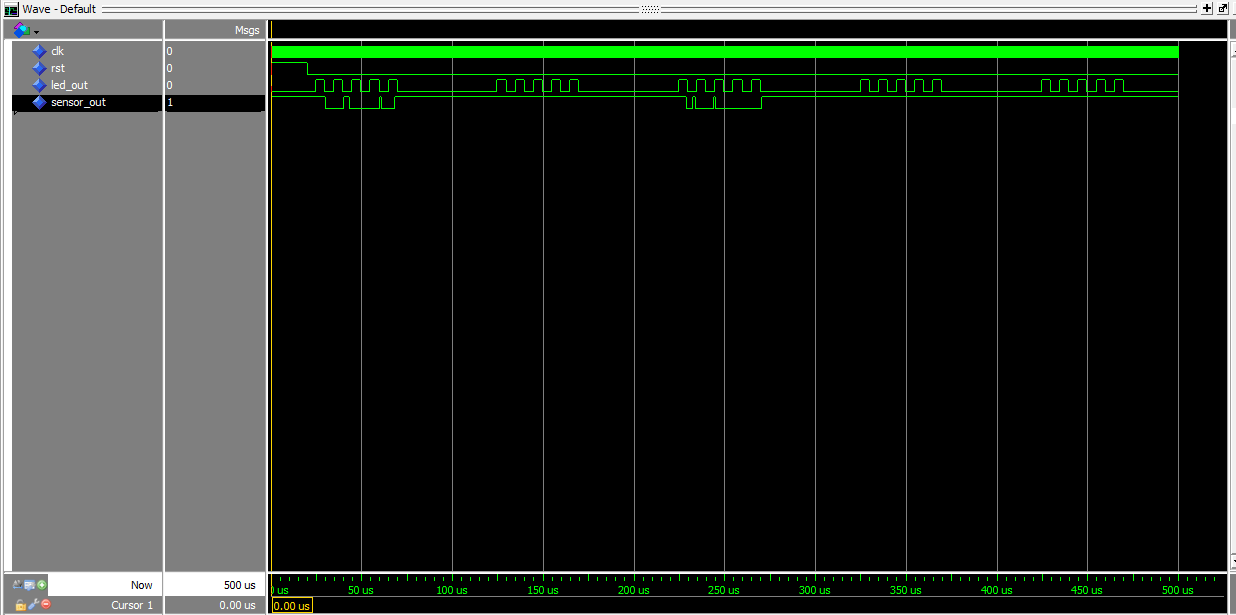 Wave - Default
Msgs
clk 0
rst 0
led_out 0
sensor_out 1
Now 500 us
0 us 50 us 100 us 150 us 200 us 250 us 300 us 350 us 400 us 450 us 500 us
Cursor 1 0.00 us
0.00 us